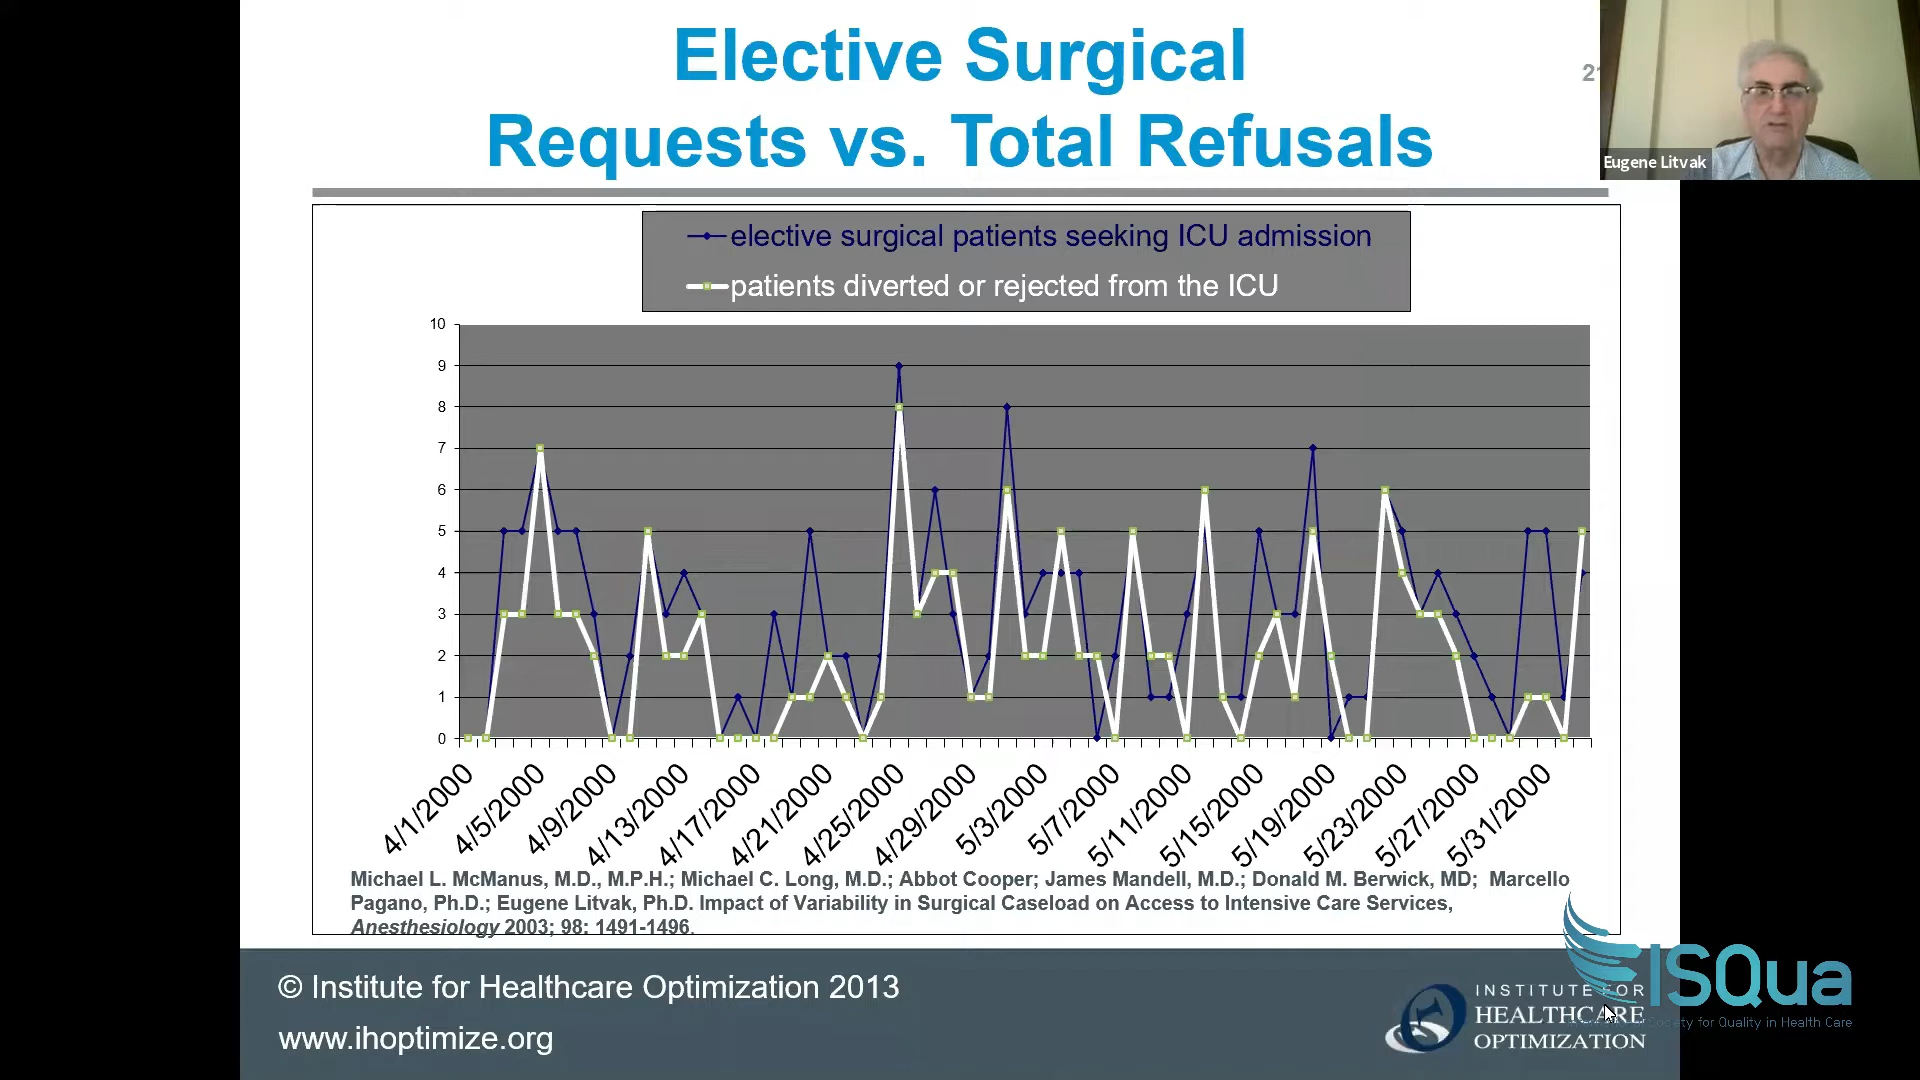 Elective Surgical
Requests vs. Total Refusals
Eugene Litvak
elective surgical patients seeking ICU admission
patients diverted or rejected from the ICU
10
9
8
7
6
5
4
3
2
1
0
4/1/2000
4/5/2000
4/9/2000
4/13/2000
4/17/2000
4/21/2000
4/25/2000
4/29/2000
5/3/2000
5/7/2000
5/11/2000
5/15/2000
5/19/2000
5/23/2000
5/27/2000
5/31/2000
Michael L. McManus, M.D., M.P.H.; Michael C. Long, M.D.; Abbot Cooper; James Mandell, M.D.; Donald M. Berwick, MD; Marcello
Pagano, Ph.D.; Eugene Litvak, Ph.D. Impact of Variability in Surgical Caseload on Access to Intensive Care Services,
Anesthesiology 2003; 98: 1491-1496.
© Institute for Healthcare Optimization 2013
www.ihoptimize.org
INSTITUTE FOR
HEALTHCARE
OPTIMIZATION
ISQua
Society for Quality in Health Care